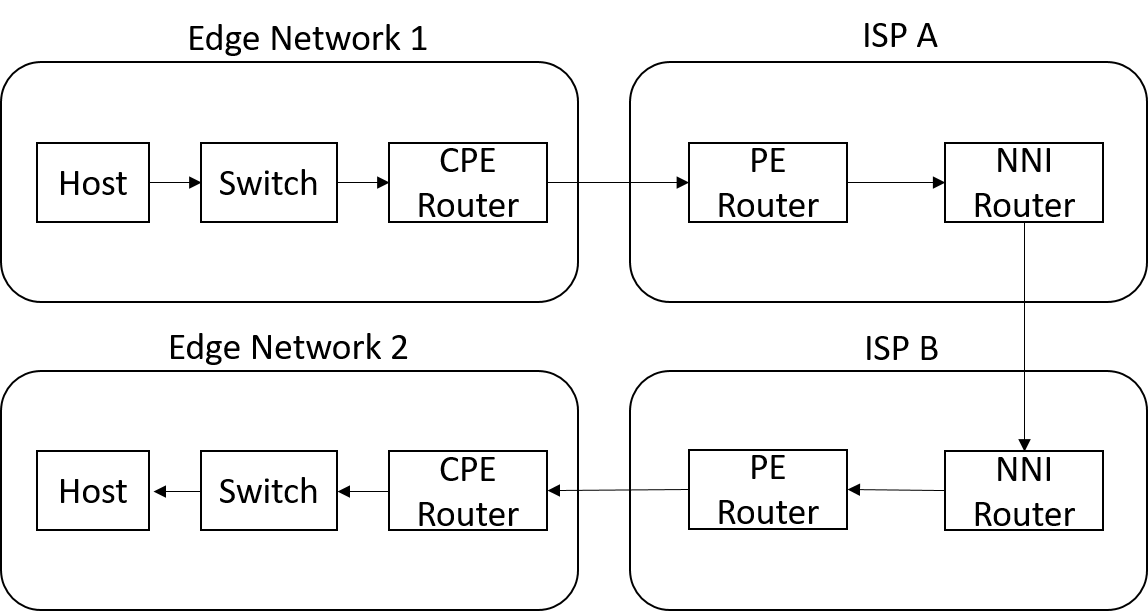 Edge Network 1
ISP A
Host
Switch
CPE
Router
PE
Router
NNI
Router
Edge Network 2
ISP B
Host
Switch
CPE
Router
PE
Router
NNI
Router